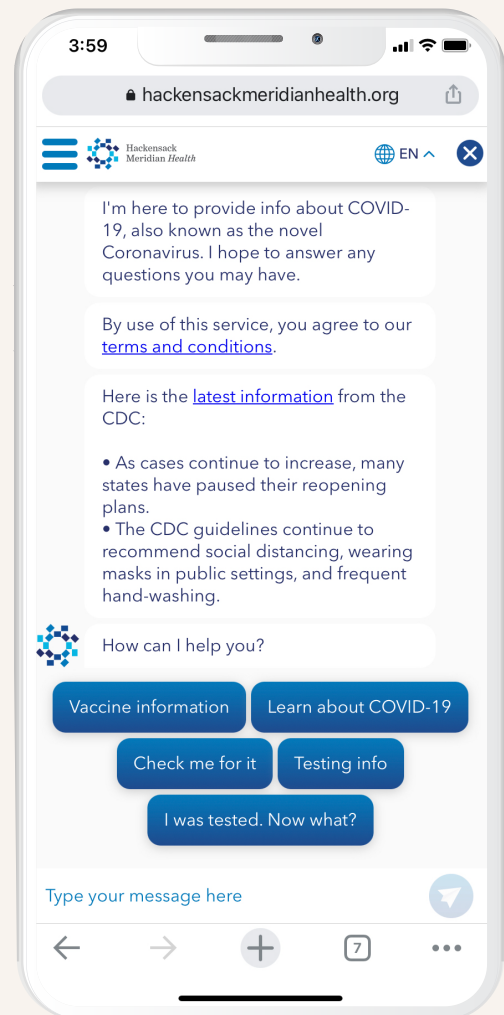 3:59
hackensackmeridianhealth.org
Hackensack
Meridian Health
EN
I'm here to provide info about COVID-
19, also known as the novel
Coronavirus. I hope to answer any
questions you may have.
By use of this service, you agree to our
terms and conditions.
Here is the latest information from the
CDC:
• As cases continue to increase, many
states have paused their reopening
plans.
• The CDC guidelines continue to
recommend social distancing, wearing
masks in public settings, and frequent
hand-washing.
How can I help you?
Vaccine information
Learn about COVID-19
Check me for it
Testing info
I was tested. Now what?
Type your message here
7